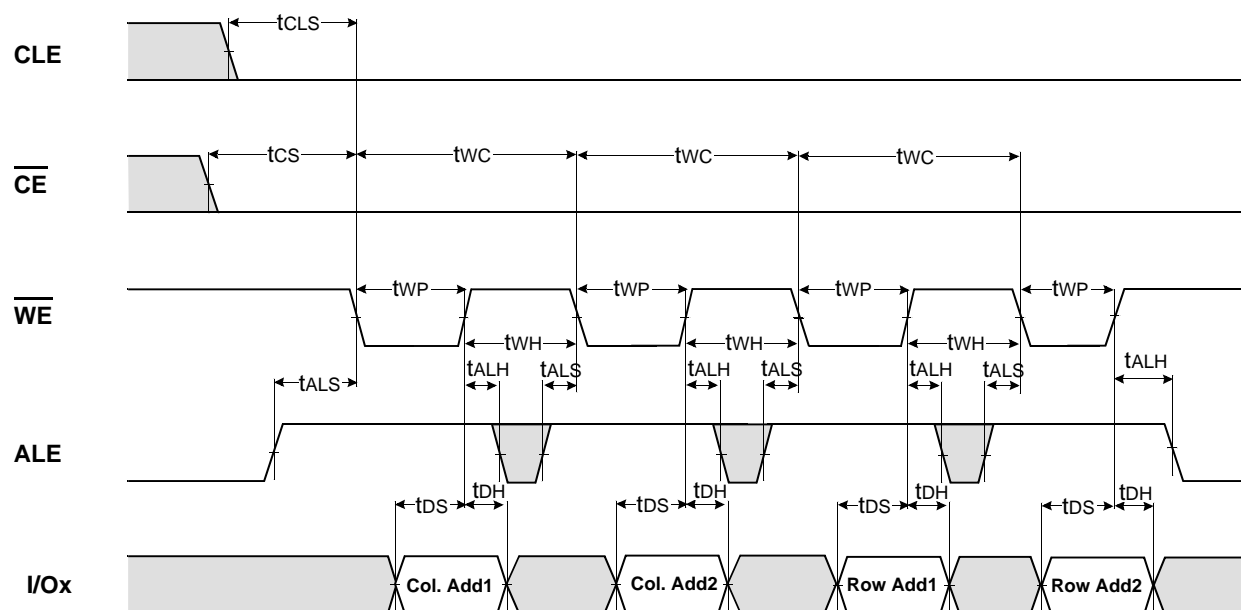 CLE
tCLS
CE
tCS tWC tWC tWC
WE
tWP tWP tWP tWP
tWH tWH tWH
tALS tALH tALS tALH tALS tALH tALS tALH
ALE
tDS tDH tDS tDH tDS tDH tDS tDH
I/Ox
Col. Add1 Col. Add2 Row Add1 Row Add2